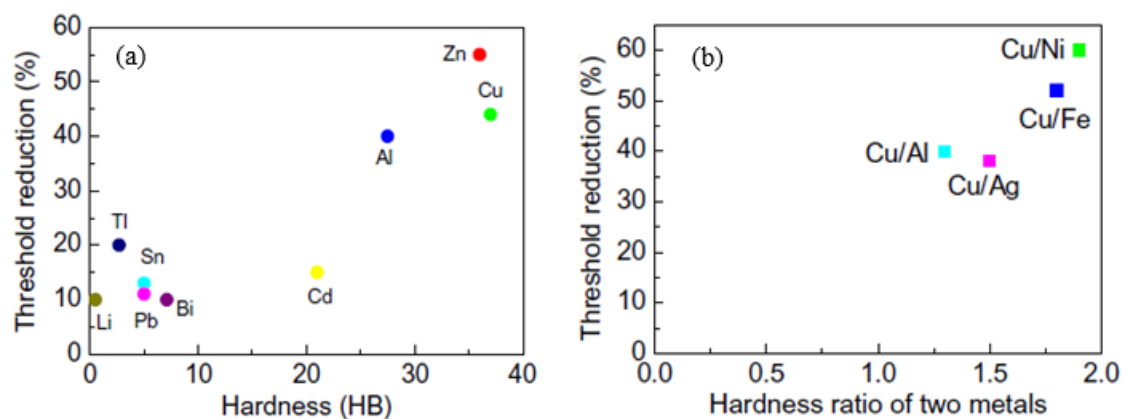 (a)
Threshold reduction (%)
60
50
40
30
20
10
0
Zn
Cu
Al
Tl
Sn
Cd
Li
Pb
Bi
0 10 20 30 40
Hardness (HB)
(b)
Threshold reduction (%)
60
50
40
30
20
10
0
Cu/Ni
Cu/Fe
Cu/Al
Cu/Ag
0.0 0.5 1.0 1.5 2.0
Hardness ratio of two metals